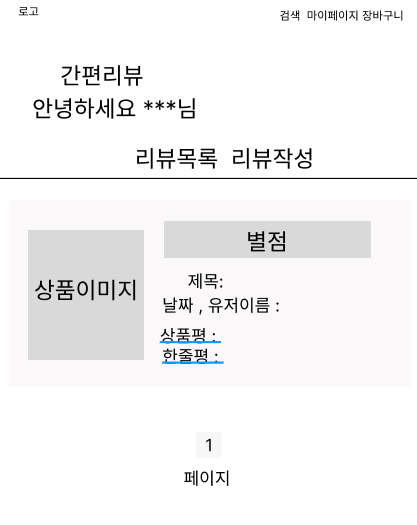 로고
검색 마이페이지 장바구니
간편리뷰
안녕하세요 ***님
리뷰목록 리뷰작성
상품이미지
별점
제목:
날짜 , 유저이름 :
상품평 :
한줄평 :
1
페이지